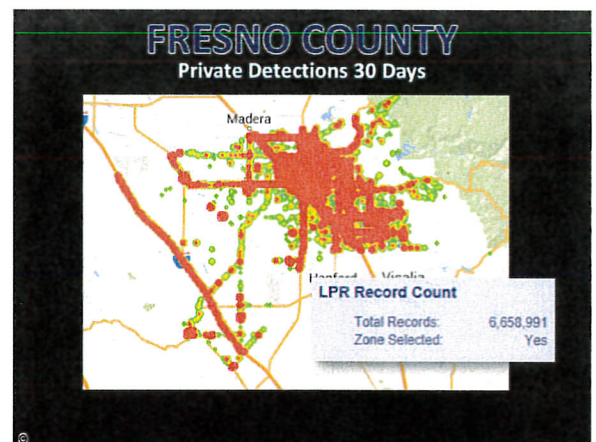 FRESNO COUNTY
Private Detections 30 Days
Madera
Hanford Visalia
LPR Record Count
Total Records: 6,658,991
Zone Selected: Yes
©